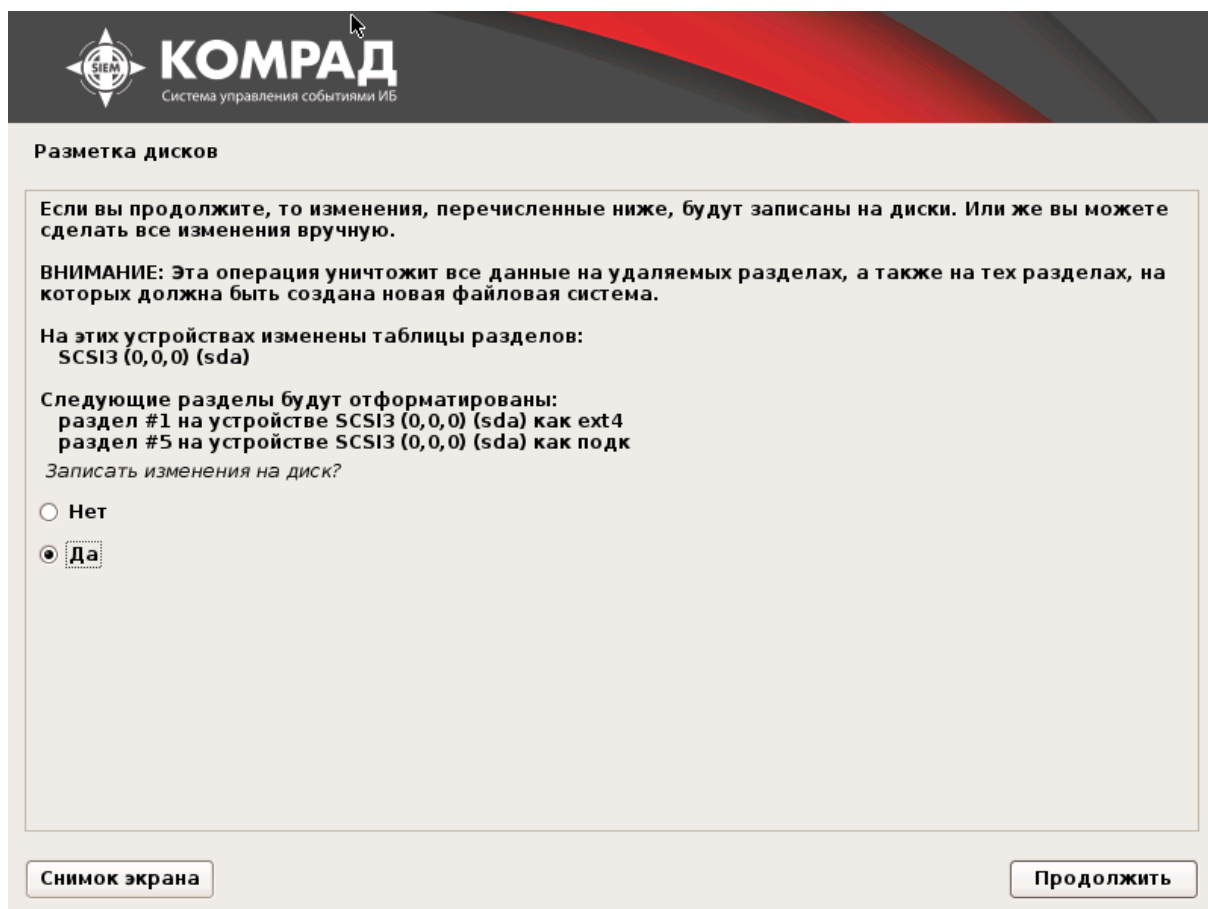 SIEM
КОМРАД
Система управления событиями ИБ
Разметка дисков
Если вы продолжите, то изменения, перечисленные ниже, будут записаны на диски. Или же вы можете
сделать все изменения вручную.
ВНИМАНИЕ: Эта операция уничтожит все данные на удаляемых разделах, а также на тех разделах, на
которых должна быть создана новая файловая система.
На этих устройствах изменены таблицы разделов:
SCSI3 (0,0,0) (sda)
Следующие разделы будут отформатированы:
раздел #1 на устройстве SCSI3 (0,0,0) (sda) как ext4
раздел #5 на устройстве SCSI3 (0,0,0) (sda) как подк
Записать изменения на диск?
Нет
Да
Снимок экрана
Продолжить